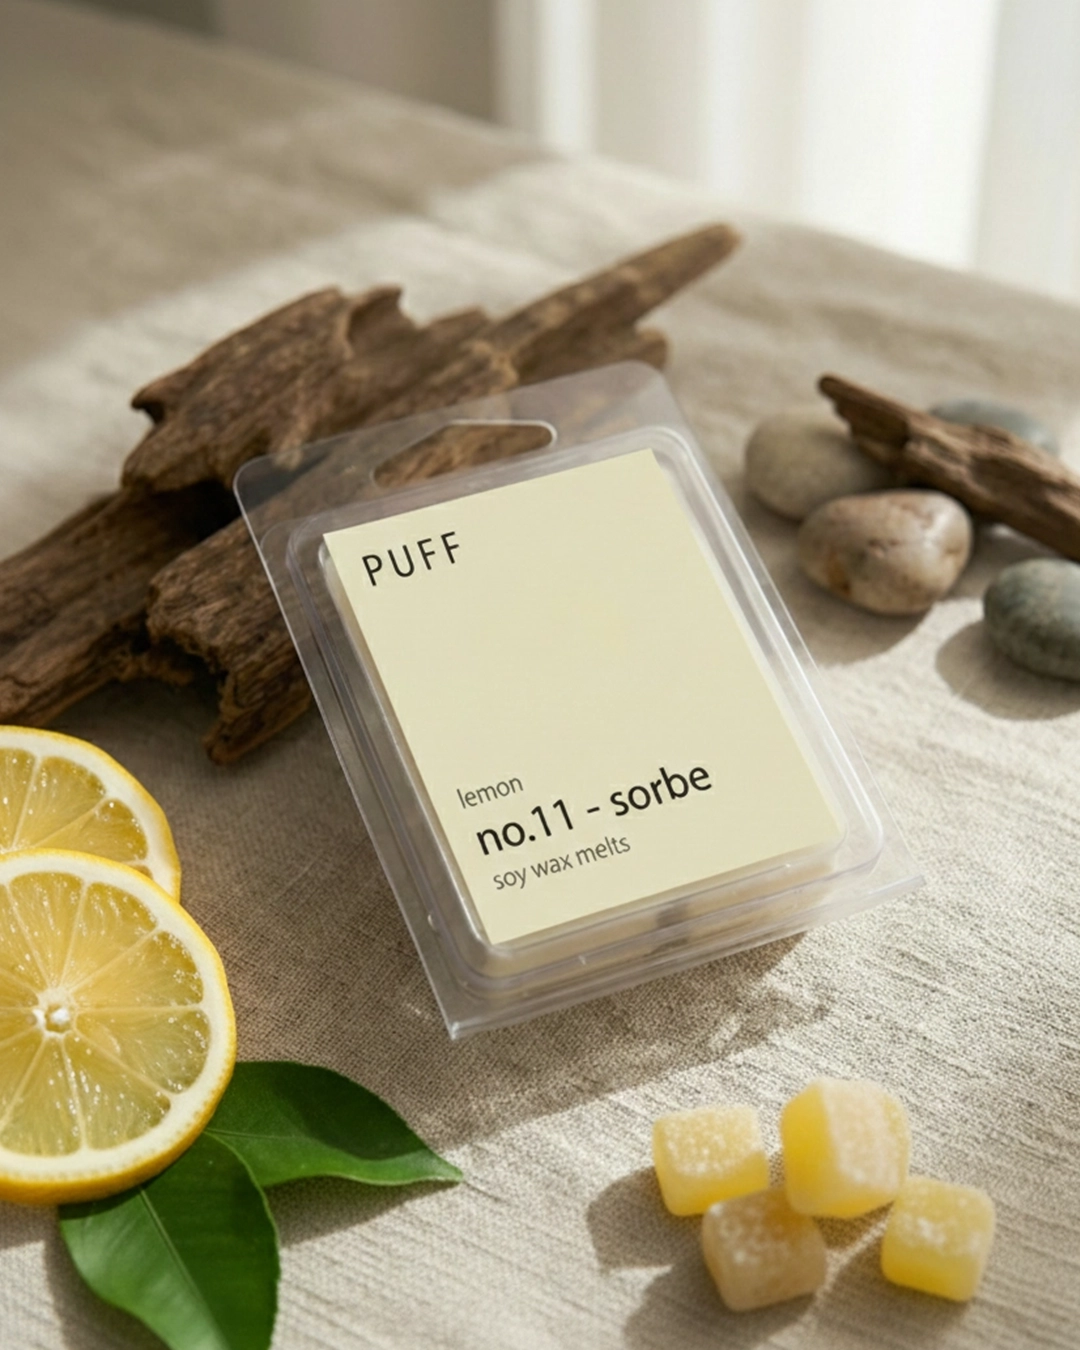 PUFF
lemon
no.11 - sorbe
soy wax melts